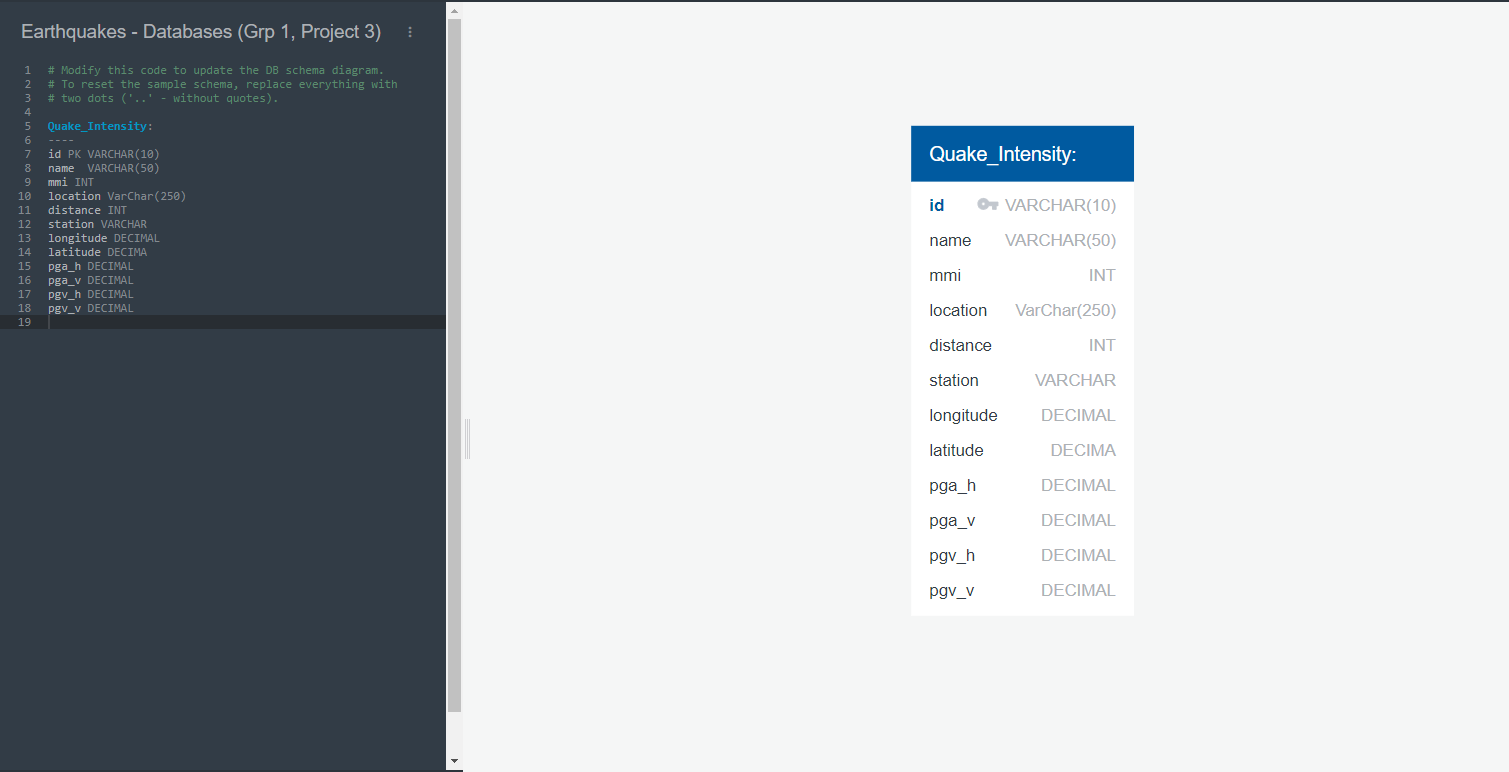 Earthquakes - Databases (Grp 1, Project 3)
1 # Modify this code to update the DB schema diagram.
2 # To reset the sample schema, replace everything with
3 # two dots ('..' - without quotes).
4
5 Quake_Intensity:
6 ----
7 id PK VARCHAR(10)
8 name  VARCHAR(50)
9 mmi INT
10 location VarChar(250)
11 distance INT
12 station VARCHAR
13 longitude DECIMAL
14 latitude DECIMA
15 pga_h DECIMAL
16 pga_v DECIMAL
17 pgv_h DECIMAL
18 pgv_v DECIMAL
19
Quake_Intensity:
id VARCHAR(10)
name VARCHAR(50)
mmi INT
location VarChar(250)
distance INT
station VARCHAR
longitude DECIMAL
latitude DECIMA
pga_h DECIMAL
pga_v DECIMAL
pgv_h DECIMAL
pgv_v DECIMAL